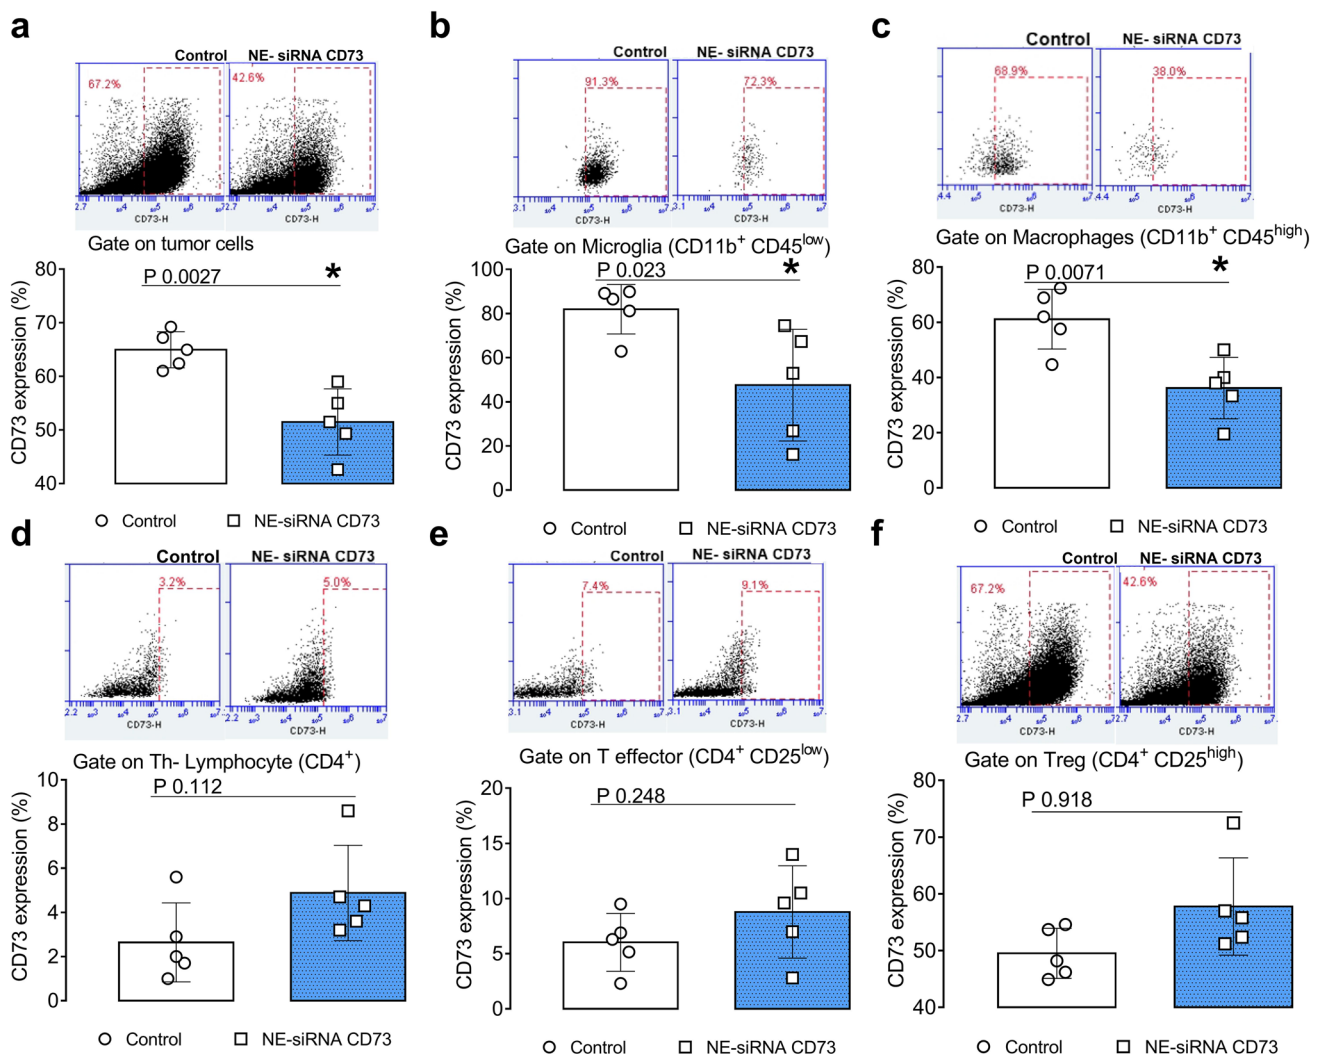 a
Control NE- siRNA CD73
67.2% 42.6%
CD73-H CD73-H
Gate on tumor cells
P 0.0027 *
CD73 expression (%)
80
70
60
50
40
Control NE-siRNA CD73
b
Control NE- siRNA CD73
91.3% 72.3%
CD73-H CD73-H
Gate on Microglia (CD11b+ CD45low)
P 0.023 *
CD73 expression (%)
100
80
60
40
20
0
Control NE-siRNA CD73
c
Control NE- siRNA CD73
68.9% 38.0%
CD73-H CD73-H
Gate on Macrophages (CD11b+ CD45high)
P 0.0071 *
CD73 expression (%)
80
60
40
20
0
Control NE-siRNA CD73
d
Control NE- siRNA CD73
3.2% 5.0%
CD73-H CD73-H
Gate on Th- Lymphocyte (CD4+)
P 0.112
CD73 expression (%)
10
8
6
4
2
0
Control NE-siRNA CD73
e
Control NE- siRNA CD73
7.4% 9.1%
CD73-H CD73-H
Gate on T effector (CD4+ CD25low)
P 0.248
CD73 expression (%)
20
15
10
5
0
Control NE-siRNA CD73
f
Control NE- siRNA CD73
67.2% 42.6%
CD73-H CD73-H
Gate on Treg (CD4+ CD25high)
P 0.918
CD73 expression (%)
80
70
60
50
40
Control NE-siRNA CD73